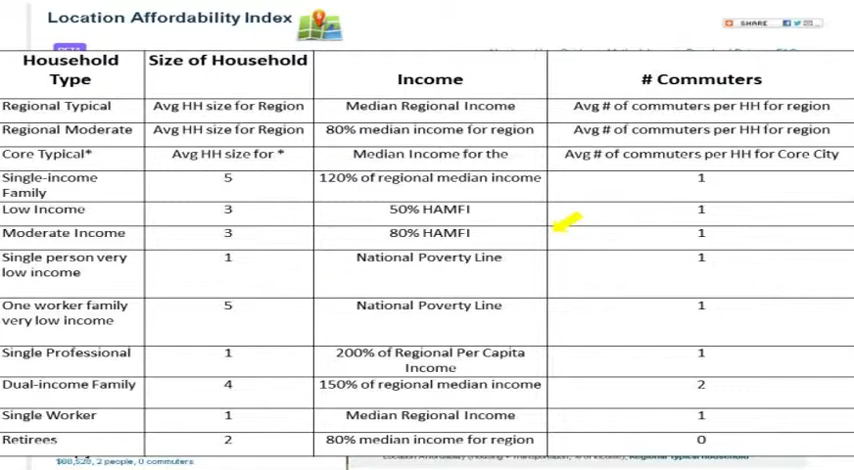 Location Affordability Index
SHARE
Household Type
Size of Household
Income
# Commuters
Regional Typical
Avg HH size for Region
Median Regional Income
Avg # of commuters per HH for region
Regional Moderate
Avg HH size for Region
80% median income for region
Avg # of commuters per HH for region
Core Typical*
Avg HH size for *
Median Income for the
Avg # of commuters per HH for Core City
Single-income
Family
5
120% of regional median income
1
Low Income
3
50% HAMFI
1
Moderate Income
3
80% HAMFI
1
Single person very
low income
1
National Poverty Line
1
One worker family
very low income
5
National Poverty Line
1
Single Professional
1
200% of Regional Per Capita
Income
1
Dual-income Family
4
150% of regional median income
2
Single Worker
1
Median Regional Income
1
Retirees
2
80% median income for region
0
2 people, 0 commuters